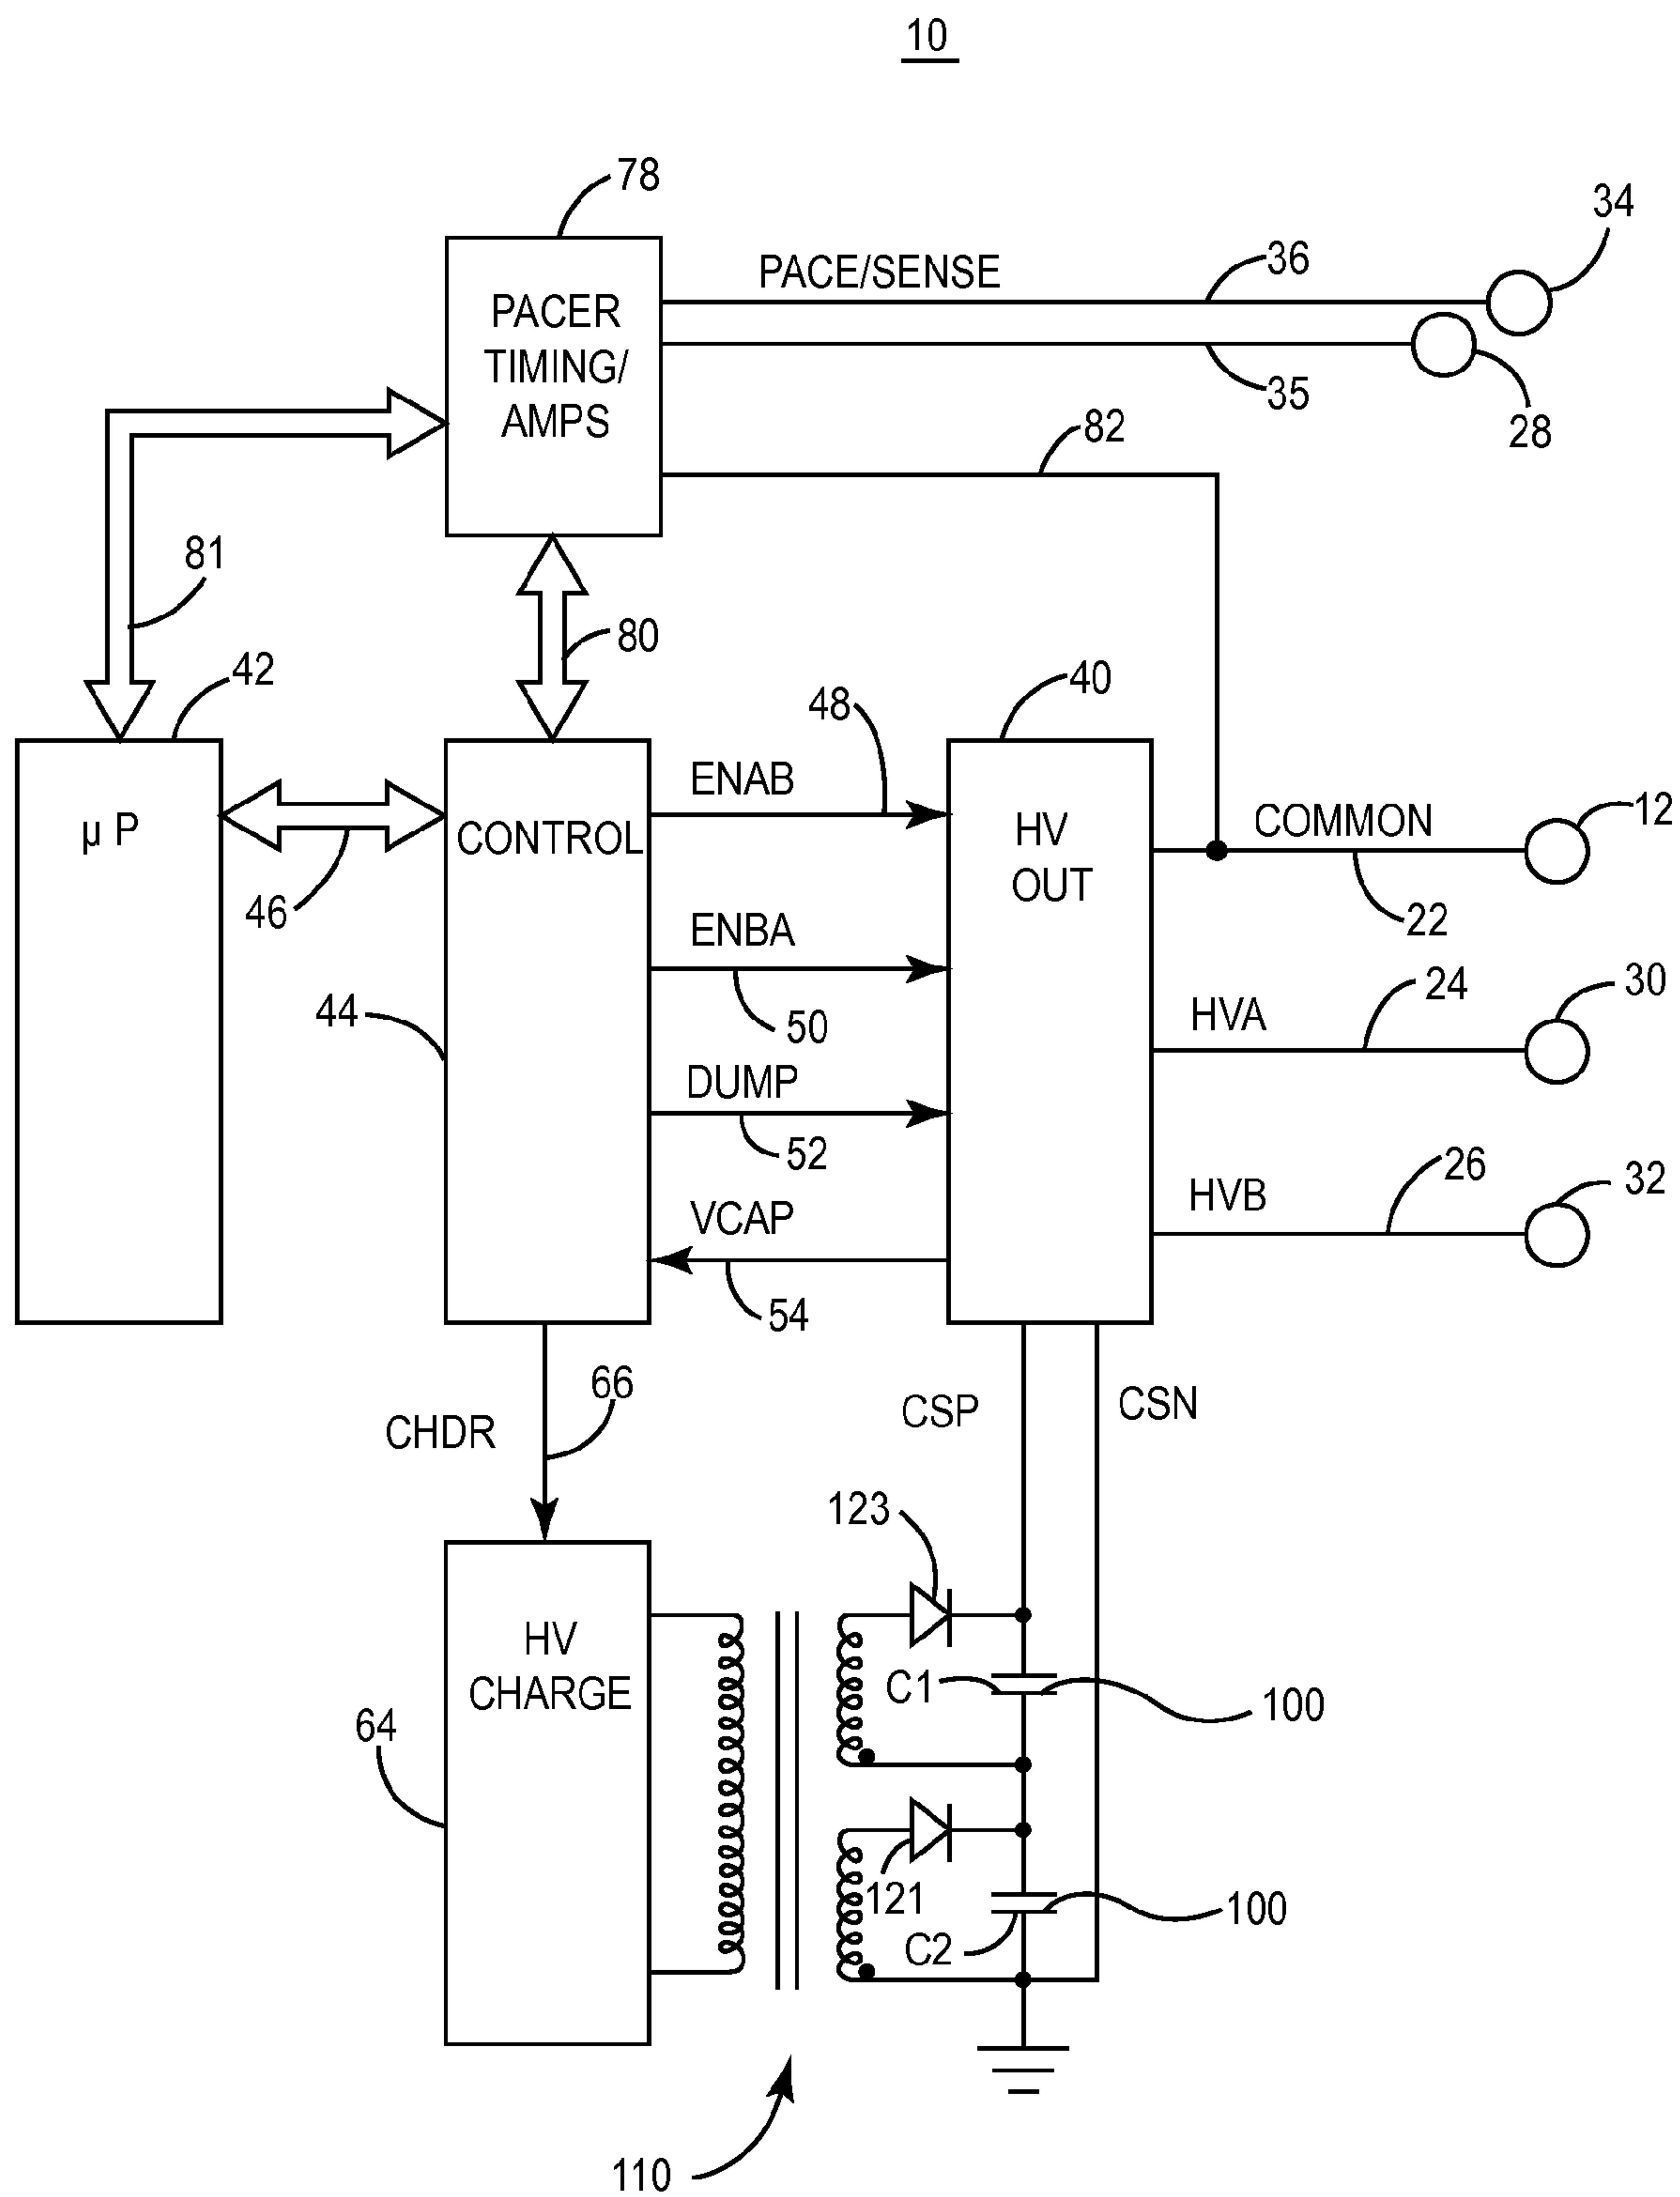 10
78
34
PACE/SENSE
36
PACER
TIMING/
AMPS
35
28
82
81
80
42
40
48
ENAB
µ P
CONTROL
HV
OUT
COMMON
12
46
22
ENBA
24
30
44
50
HVA
DUMP
52
26
32
HVB
VCAP
54
66
CSP
CSN
CHDR
123
HV
CHARGE
C1
100
64
121
100
C2
110